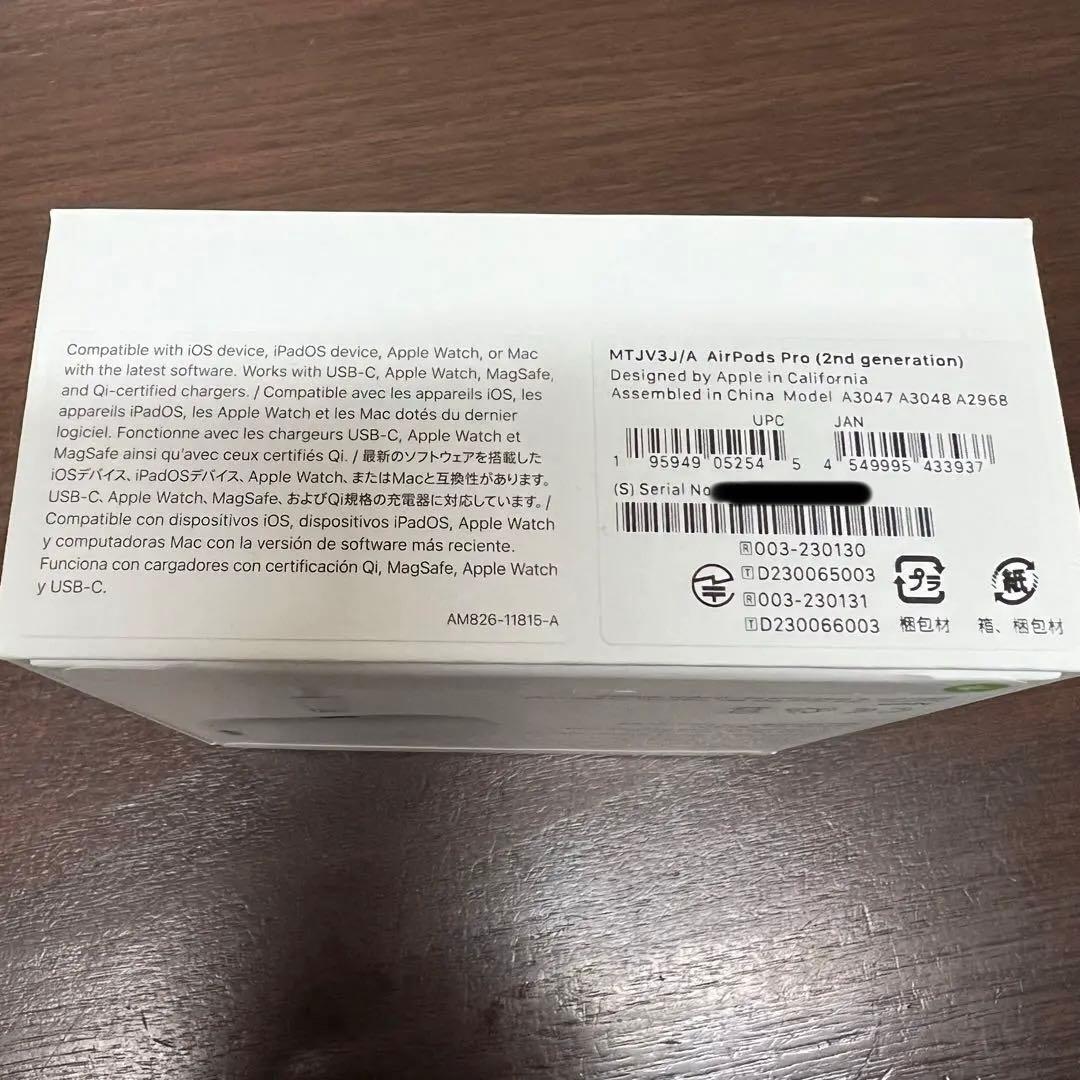 Compatible with iOS device, iPadOS device, Apple Watch, or Mac
with the latest software. Works with USB-C, Apple Watch, MagSafe,
and Qi-certified chargers. / Compatible avec les appareils iOS, les
appareils iPadOS, les Apple Watch et les Mac dotés du dernier
logiciel. Fonctionne avec les chargeurs USB-C, Apple Watch et
MagSafe ainsi qu'avec ceux certifiés Qi. / 最新のソフトウェアを搭載した
iOSデバイス、iPadOSデバイス、Apple Watch、またはMacと互換性があります。
USB-C、Apple Watch、MagSafe、およびQi規格の充電器に対応しています。/
Compatible con dispositivos iOS, dispositivos iPadOS, Apple Watch
y computadoras Mac con la versión de software más reciente.
Funciona con cargadores con certificación Qi, MagSafe, Apple Watch
y USB-C.
AM826-11815-A
MTJV3J/A AirPods Pro (2nd generation)
Designed by Apple in California
Assembled in China Model A3047 A3048 A2968
UPC JAN
1 95949 05254 5 4 549995 433937
(S) Serial No
R 003-230130
T D230065003
R 003-230131
T D230066003
プラ
梱包材
紙
箱、梱包材